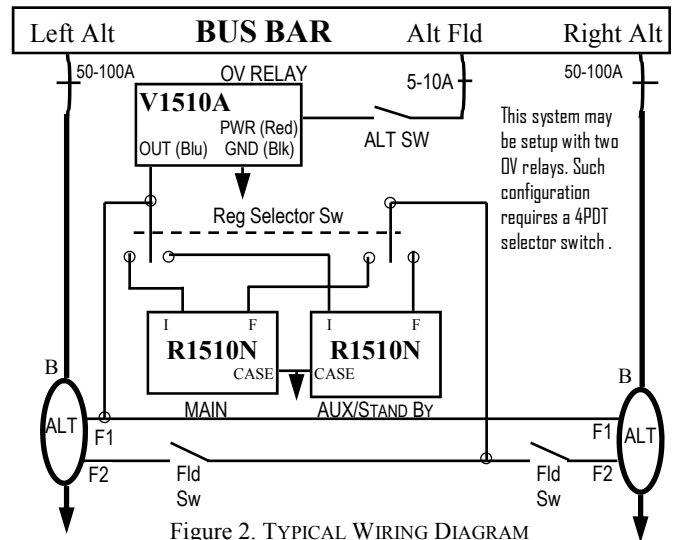 Left Alt BUS BAR Alt Fld Right Alt
50-100A OV RELAY 5-10A 50-100A
V1510A
PWR (Red)
OUT (Blu) GND (Blk)
ALT SW
This system may
be setup with two
OV relays. Such
configuration
requires a 4PDT
selector switch .
Reg Selector Sw
I F I F
R1510N R1510N
CASE CASE
MAIN AUX/STAND BY
B B
ALT F1 F1 ALT
F2 Fld Fld F2
Sw Sw
Figure 2. TYPICAL WIRING DIAGRAM